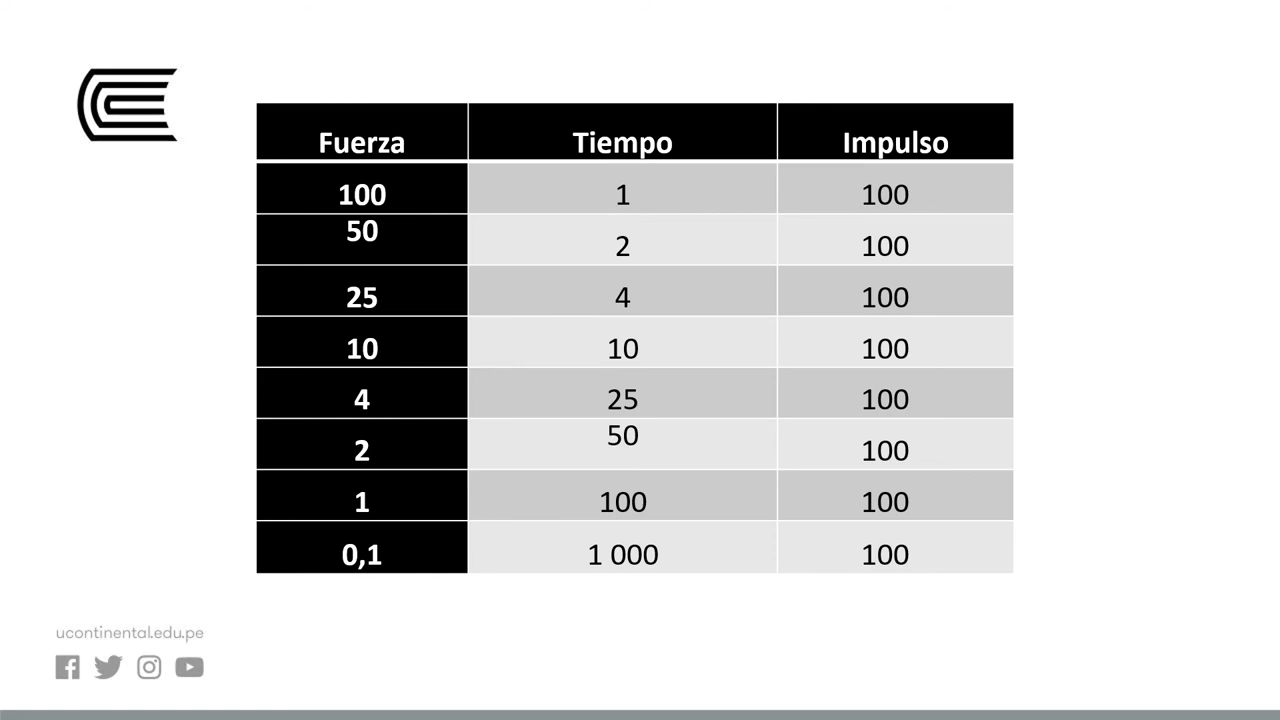 Fuerza Tiempo Impulso
100 1 100
50 2 100
25 4 100
10 10 100
4 25 100
2 50 100
1 100 100
0,1 1 000 100
ucontinental.edu.pe